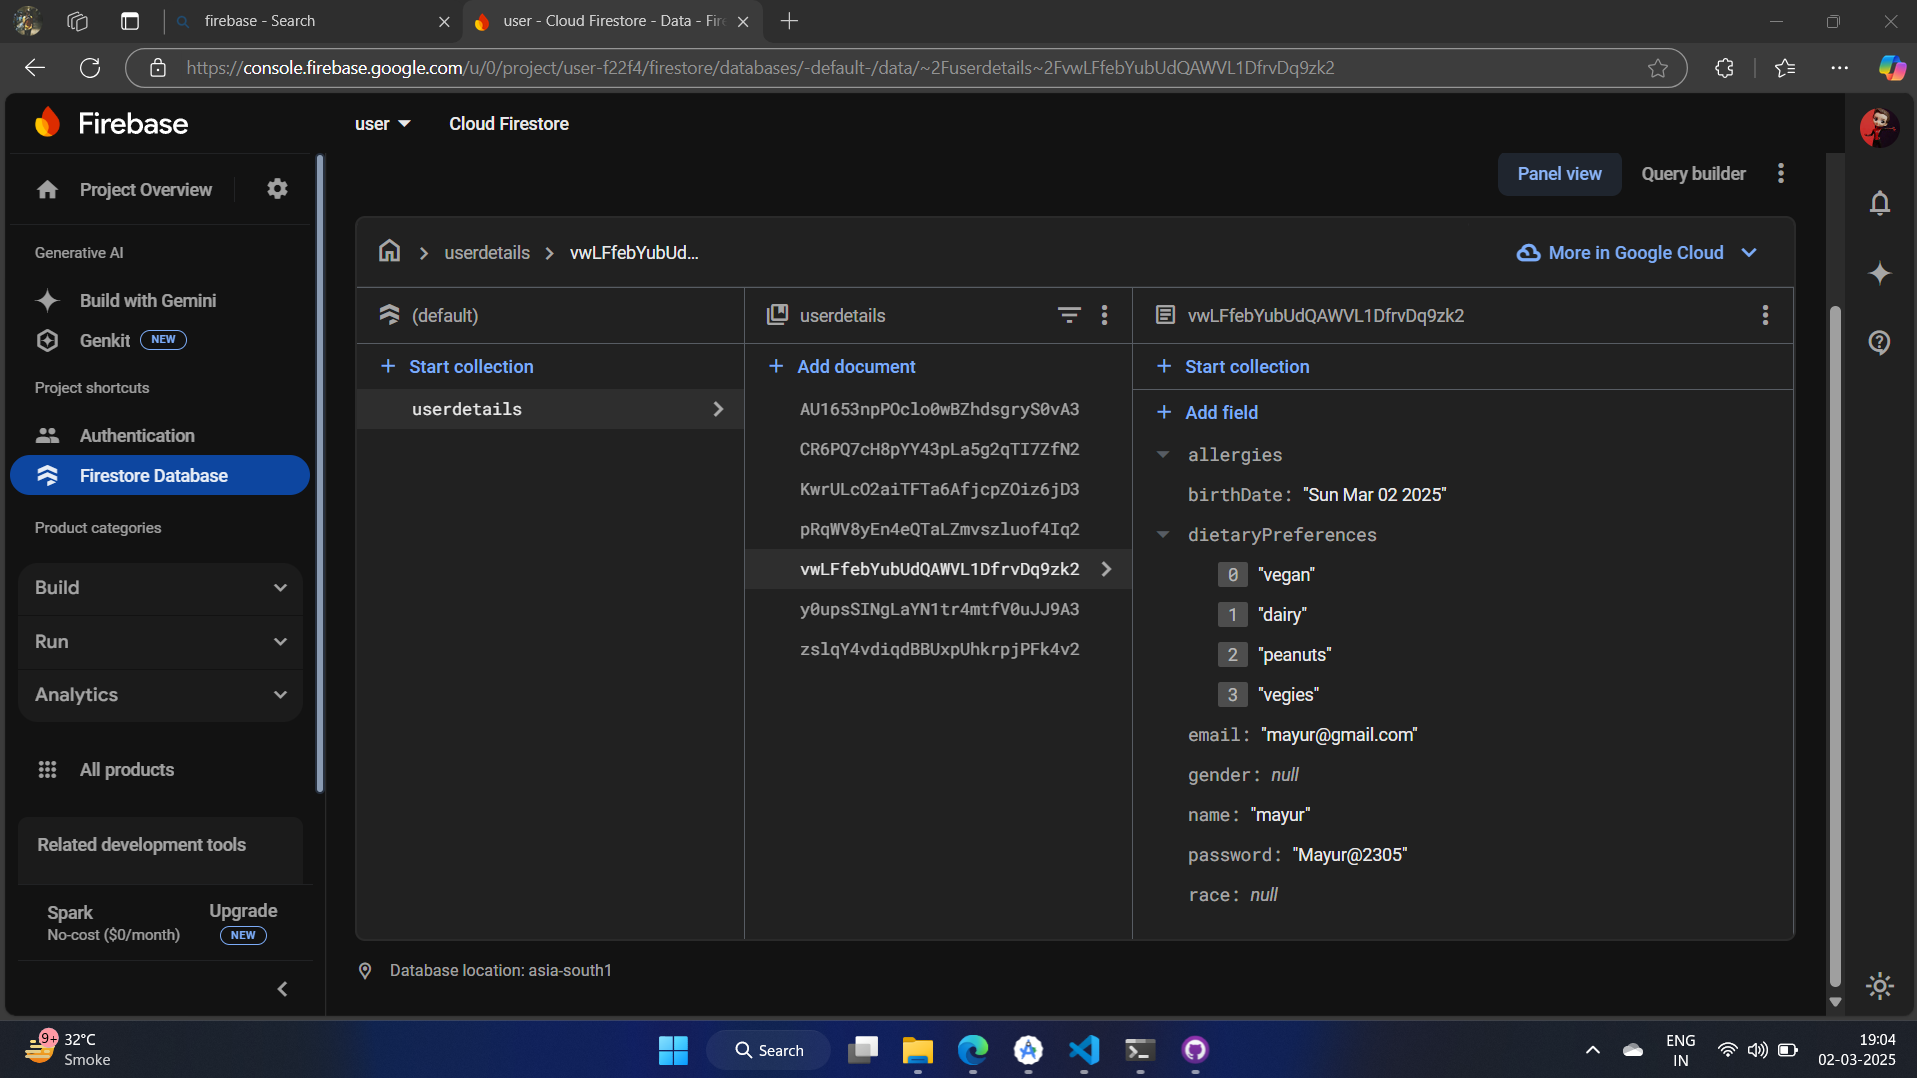 firebase - Search
user - Cloud Firestore - Data - Fire
https://console.firebase.google.com/u/0/project/user-f22f4/firestore/databases/-default-/data/~2Fuserdetails~2FvwLFfebYubUdQAWVL1DfrvDq9zk2
Firebase
user
Cloud Firestore
Project Overview
Panel view
Query builder
Generative AI
userdetails
vwLFfebYubUd...
More in Google Cloud
Build with Gemini
Genkit NEW
(default)
userdetails
vwLFfebYubUdQAWVL1DfrvDq9zk2
Project shortcuts
Start collection
Add document
Start collection
Authentication
Firestore Database
userdetails
AU1653npPOclo0wBZhdsgryS0vA3
CR6PQ7cH8pYY43pLa5g2qTI7ZfN2
KwrULcO2aiTFTa6AfjcpZOiz6jD3
pRqWV8yEn4eQTaLZmvszluof4Iq2
vwLFfebYubUdQAWVL1DfrvDq9zk2
y0upsSINgLaYN1tr4mtfV0uJJ9A3
zslqY4vdiqdBBUxpUhkrpjPFk4v2
Add field
allergies
birthDate: "Sun Mar 02 2025"
dietaryPreferences
0 "vegan"
1 "dairy"
2 "peanuts"
3 "vegies"
email: "mayur@gmail.com"
gender: null
name: "mayur"
password: "Mayur@2305"
race: null
Product categories
Build
Run
Analytics
All products
Related development tools
Spark
No-cost ($0/month)
Upgrade
NEW
Database location: asia-south1
9+
32°C
Smoke
Search
ENG
IN
19:04
02-03-2025